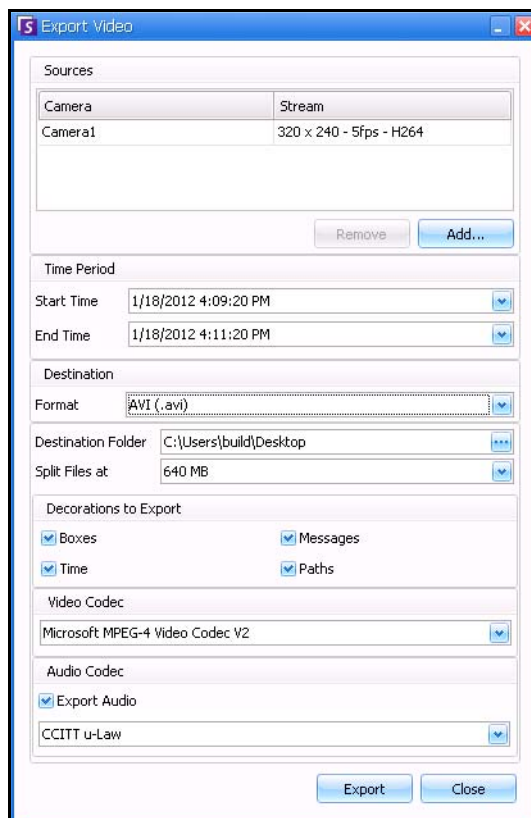 Export Video
Sources
Camera Stream
Camera1 320 x 240 - 5fps - H264
Remove Add...
Time Period
Start Time 1/18/2012 4:09:20 PM
End Time 1/18/2012 4:11:20 PM
Destination
Format AVI (.avi)
Destination Folder C:\Users\build\Desktop
Split Files at 640 MB
Decorations to Export
Boxes Messages
Time Paths
Video Codec
Microsoft MPEG-4 Video Codec V2
Audio Codec
Export Audio
CCITT u-Law
Export Close